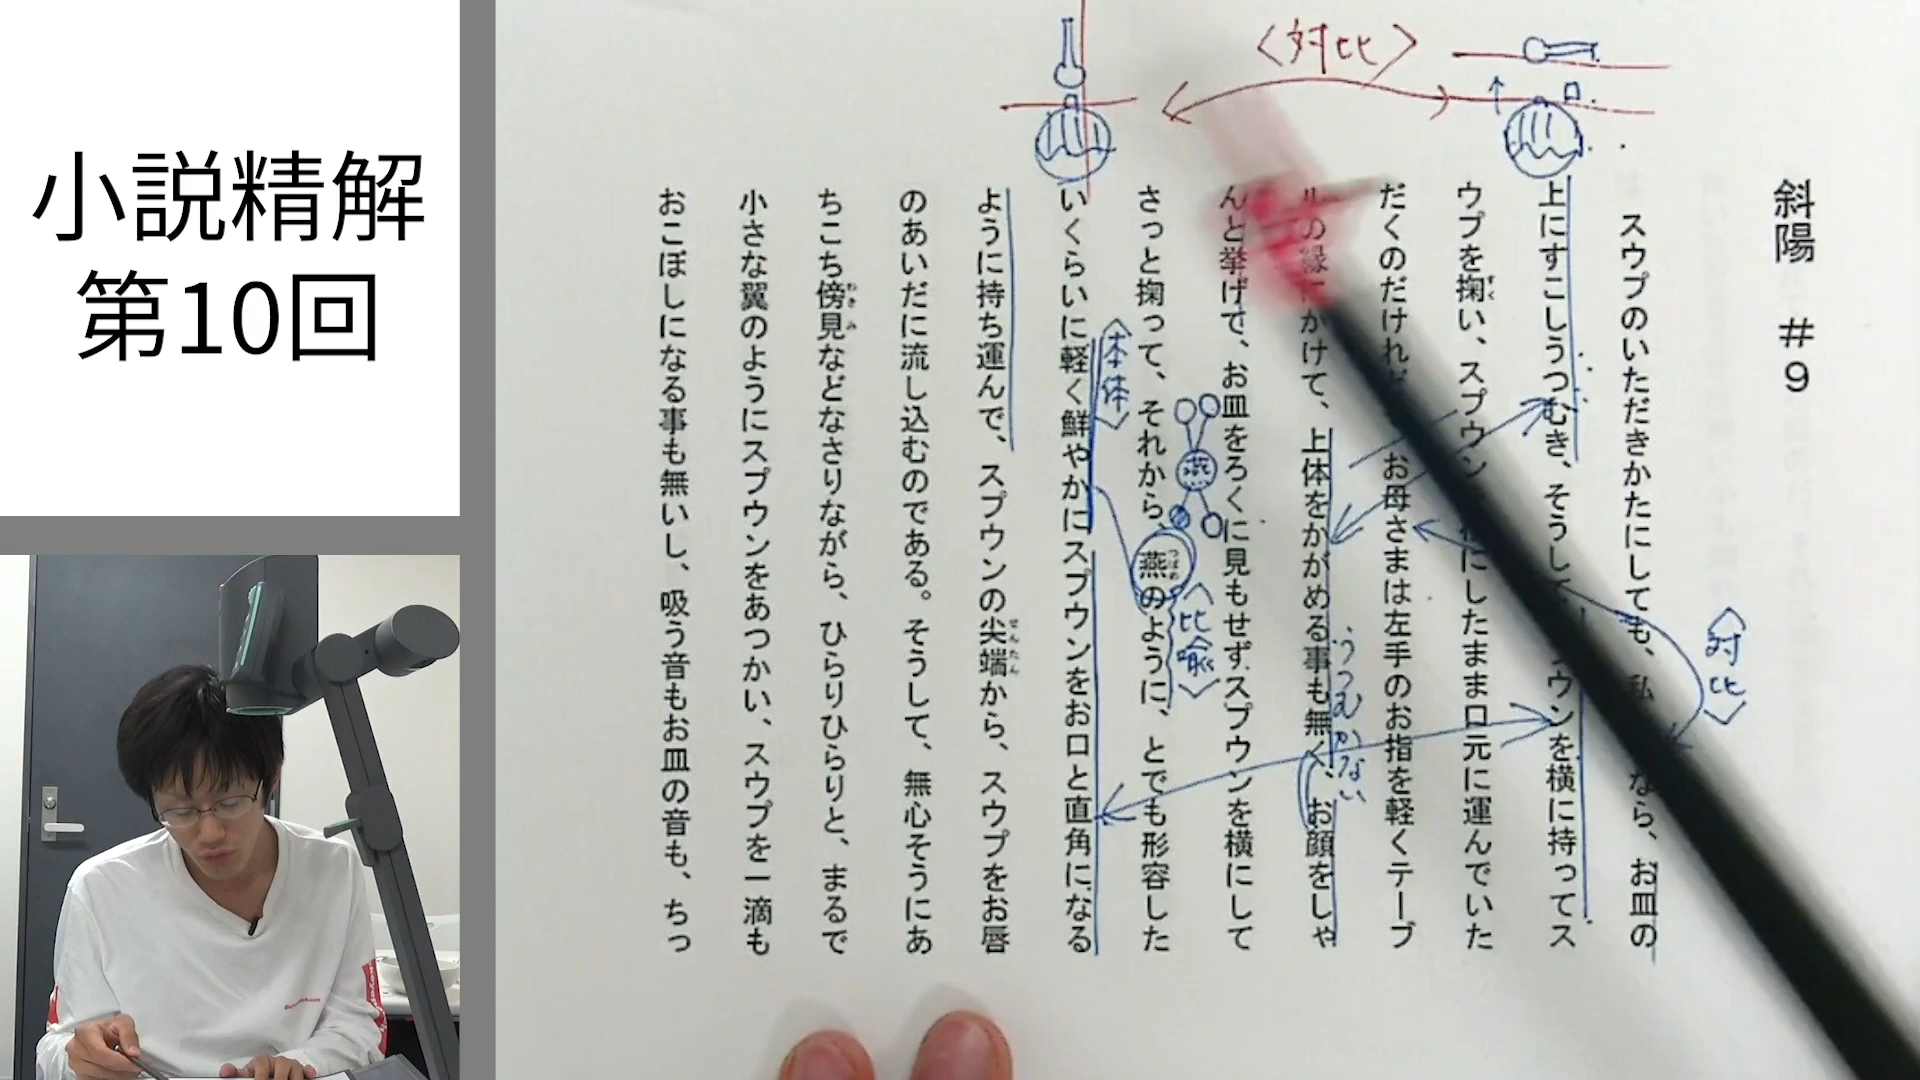 小説精解
第10回
〈対比〉
斜陽 #9
スウプのいただきかたにしても、私なら、お皿の
上にすこしうつむき、そうしてスプウンを横に持ってス
ウプを掬い、スプウンを横にしたまま口元に運んでいた
だくのだけれど、お母さまは左手のお指を軽くテーブ
ルの縁にかけて、上体をかがめる事も無く、お顔をしゃ
んと挙げて、お皿をろくに見もせずスプウンを横にして
さっと掬って、それから、燕のように、とでも形容した
いくらいに軽く鮮やかにスプウンをお口と直角になる
ように持ち運んで、スプウンの尖端から、スウプをお唇
のあいだに流し込むのである。そうして、無心そうにあ
ちこち傍見などなさりながら、ひらりひらりと、まるで
小さな翼のようにスプウンをあつかい、スウプを一滴も
おこぼしになる事も無いし、吸う音もお皿の音も、ちっ
〈対比〉
うつむかない
燕
〈比喩〉
〈本体〉